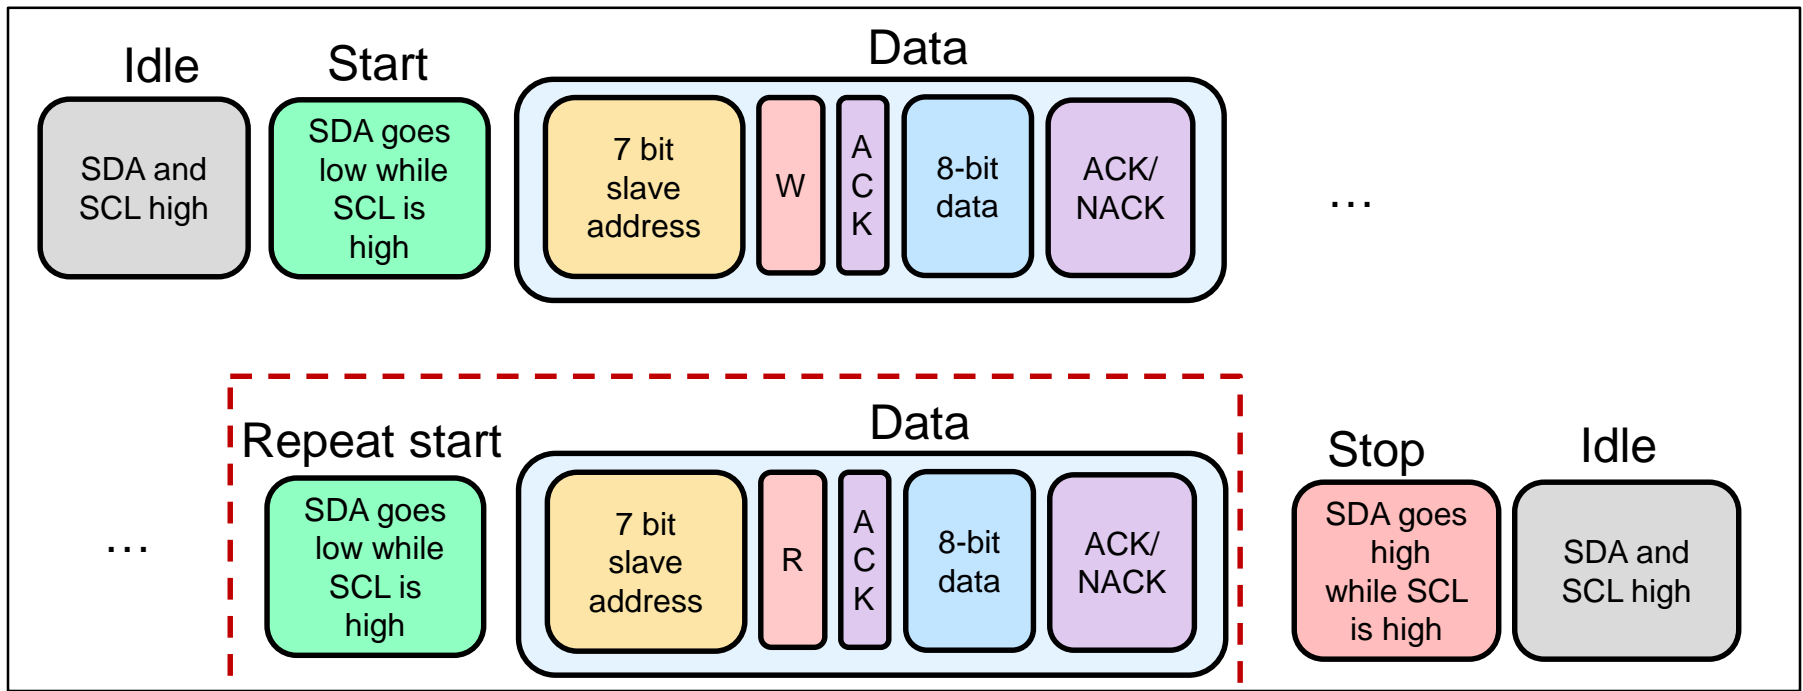 Idle
Start
Data
SDA and
SCL high
SDA goes
low while
SCL is
high
7 bit
slave
address
W
A
C
K
8-bit
data
ACK/
NACK
...
...
Repeat start
Data
Stop
Idle
SDA goes
low while
SCL is
high
7 bit
slave
address
R
A
C
K
8-bit
data
ACK/
NACK
SDA goes
high
while SCL
is high
SDA and
SCL high